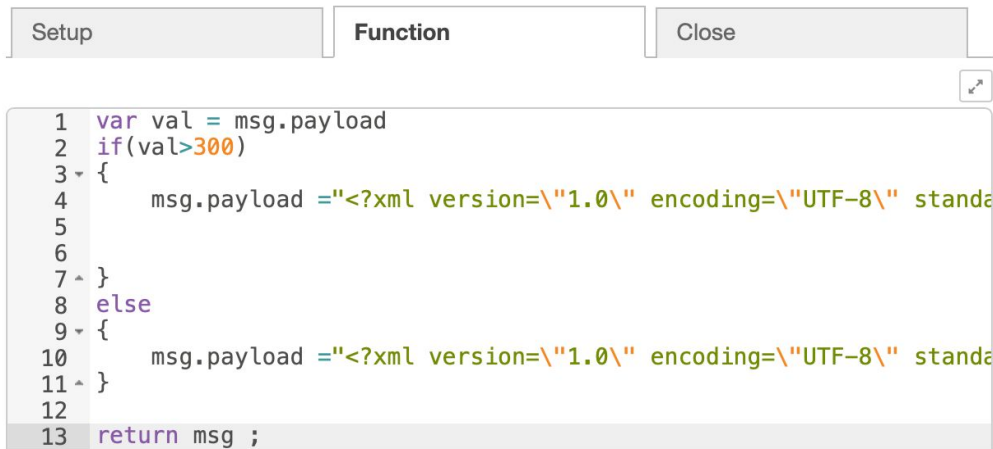 Setup Function Close
1 var val = msg.payload
2 if(val>300)
3 {
4 msg.payload ="<?xml version=\"1.0\" encoding=\"UTF-8\" standa
5
6
7 }
8 else
9 {
10 msg.payload ="<?xml version=\"1.0\" encoding=\"UTF-8\" standa
11 }
12
13 return msg ;